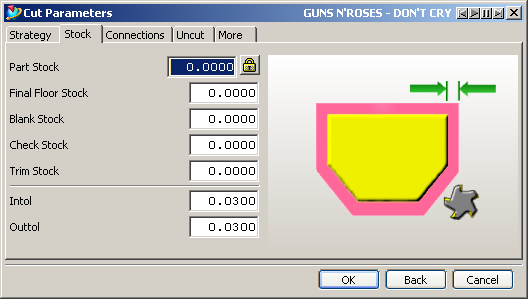 Cut Parameters GUNS N'ROSES - DON'T CRY
Strategy Stock Connections Uncut More
Part Stock 0.0000
Final Floor Stock 0.0000
Blank Stock 0.0000
Check Stock 0.0000
Trim Stock 0.0000
Intol 0.0300
Outtol 0.0300
OK Back Cancel